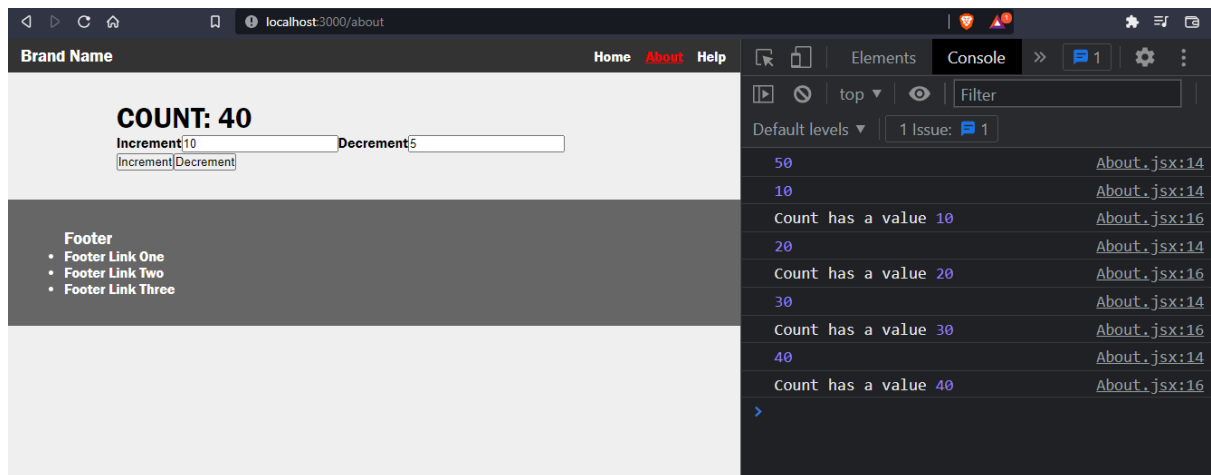 localhost:3000/about
1
Brand Name Home About Help
Elements Console » 1
top ▼ Filter
Default levels ▼ 1 Issue: 1
COUNT: 40
Increment 10 Decrement 5
Increment Decrement
Footer
• Footer Link One
• Footer Link Two
• Footer Link Three
50 About.jsx:14
10 About.jsx:14
Count has a value 10 About.jsx:16
20 About.jsx:14
Count has a value 20 About.jsx:16
30 About.jsx:14
Count has a value 30 About.jsx:16
40 About.jsx:14
Count has a value 40 About.jsx:16
>